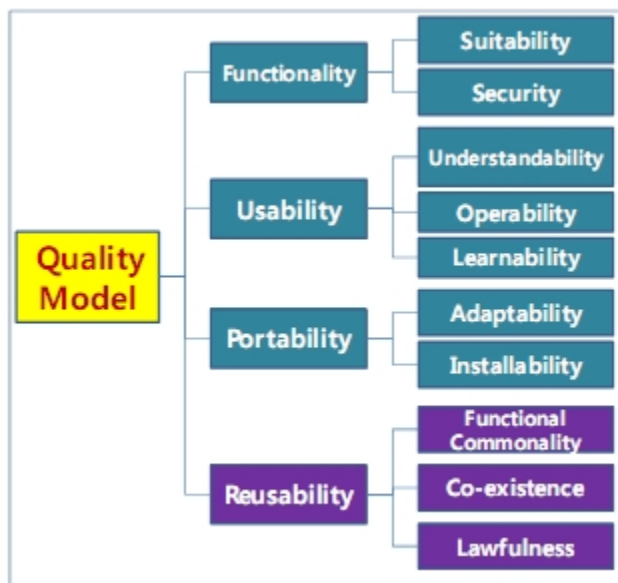 Quality
Model
Functionality
Suitability
Security
Usability
Understandability
Operability
Learnability
Portability
Adaptability
Installability
Reusability
Functional
Commonality
Co-existence
Lawfulness